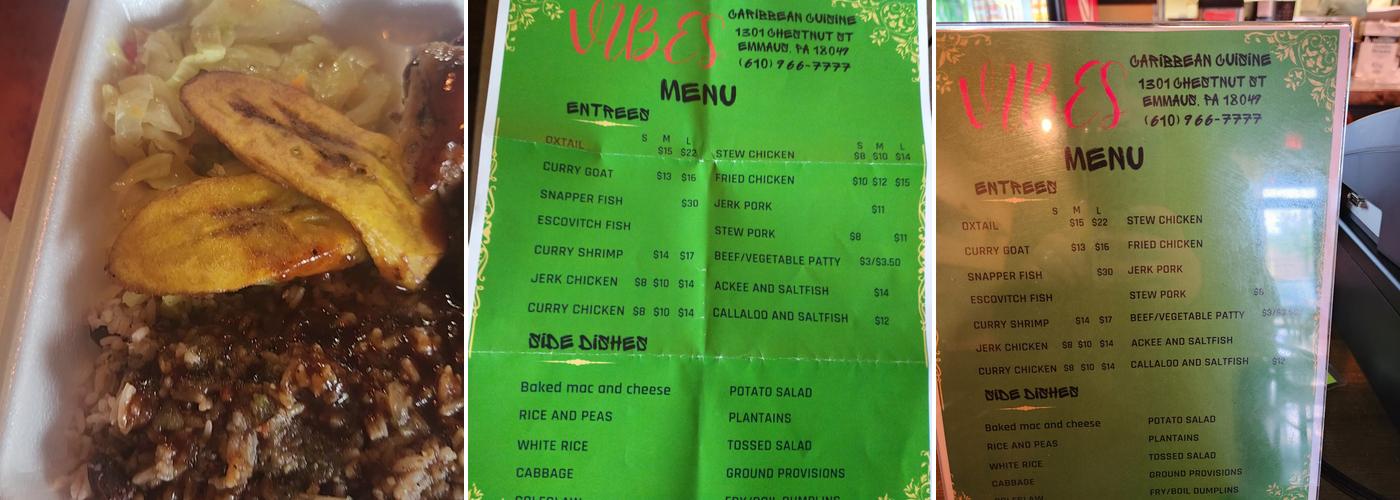 VIBES
CARIBBEAN CUISINE
1301 CHESTNUT ST
EMMAUS, PA 18049
(610) 966-7777
MENU
ENTREES
S M L
OXTAIL $15 $22
CURRY GOAT $13 $16
SNAPPER FISH $30
ESCOVITCH FISH
CURRY SHRIMP $14 $17
JERK CHICKEN $8 $10 $14
CURRY CHICKEN $8 $10 $14
S M L
STEW CHICKEN $8 $10 $14
FRIED CHICKEN $10 $12 $15
JERK PORK $11
STEW PORK $8 $11
BEEF/VEGETABLE PATTY $3/$3.50
ACKEE AND SALTFISH $14
CALLALOO AND SALTFISH $12
SIDE DISHES
Baked mac and cheese
RICE AND PEAS
WHITE RICE
CABBAGE
COLESLAW
POTATO SALAD
PLANTAINS
TOSSED SALAD
GROUND PROVISIONS
FRY/BOIL DUMPLINS
VIBES
CARIBBEAN CUISINE
1301 CHESTNUT ST
EMMAUS, PA 18049
(610) 966-7777
MENU
ENTREES
S M L
OXTAIL $15 $22
CURRY GOAT $13 $16
SNAPPER FISH $30
ESCOVITCH FISH
CURRY SHRIMP $14 $17
JERK CHICKEN $8 $10 $14
CURRY CHICKEN $8 $10 $14
STEW CHICKEN
FRIED CHICKEN
JERK PORK
STEW PORK $8
BEEF/VEGETABLE PATTY $3/$3.50
ACKEE AND SALTFISH
CALLALOO AND SALTFISH $12
SIDE DISHES
Baked mac and cheese
RICE AND PEAS
WHITE RICE
CABBAGE
POTATO SALAD
PLANTAINS
TOSSED SALAD
GROUND PROVISIONS
FRY/BOIL DUMPLINS